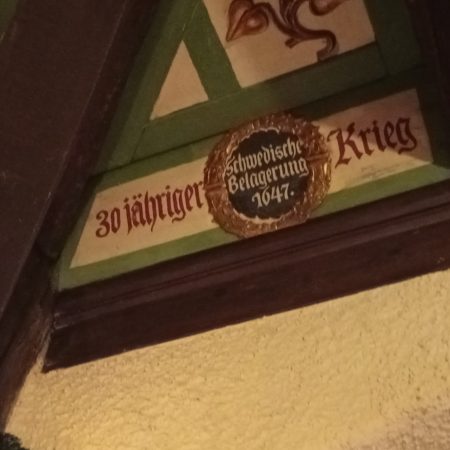 30 jähriger Krieg
schwedische
Belagerung
1647.